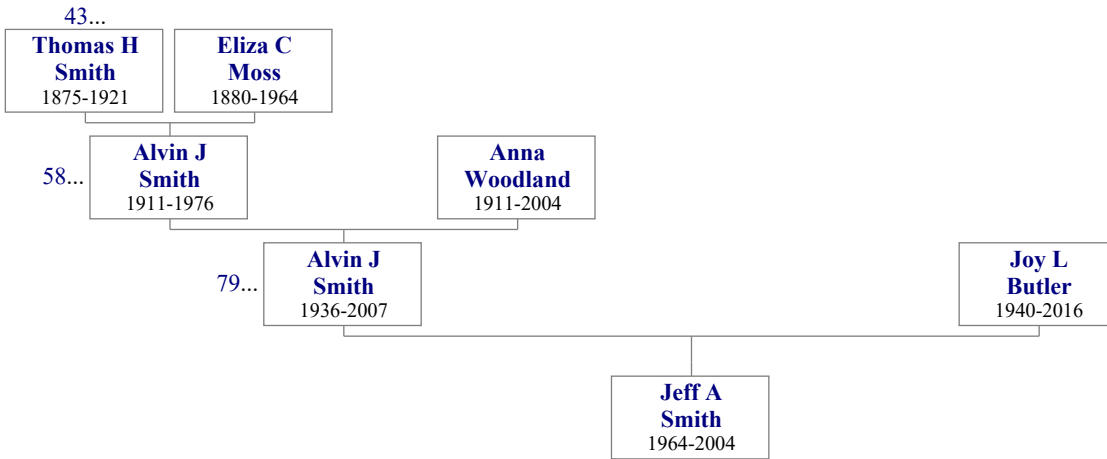 43...
Thomas H
Smith
1875-1921
Eliza C
Moss
1880-1964
58...
Alvin J
Smith
1911-1976
Anna
Woodland
1911-2004
79...
Alvin J
Smith
1936-2007
Joy L
Butler
1940-2016
Jeff A
Smith
1964-2004